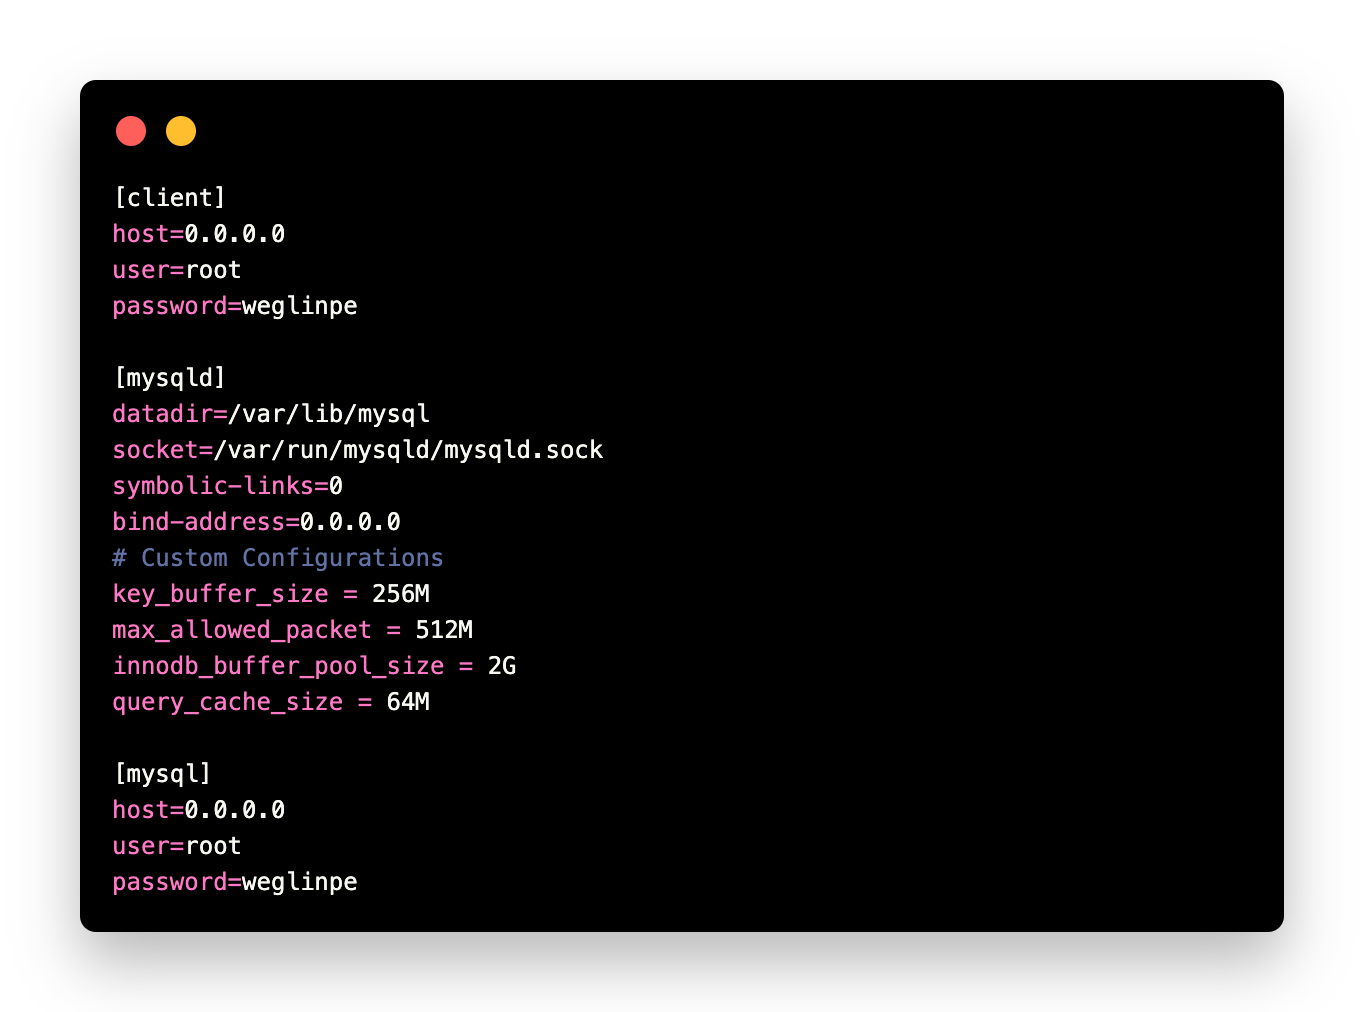 [client]
host=0.0.0.0
user=root
password=weglinpe

[mysqld]
datadir=/var/lib/mysql
socket=/var/run/mysqld/mysqld.sock
symbolic-links=0
bind-address=0.0.0.0
# Custom Configurations
key_buffer_size = 256M
max_allowed_packet = 512M
innodb_buffer_pool_size = 2G
query_cache_size = 64M

[mysql]
host=0.0.0.0
user=root
password=weglinpe